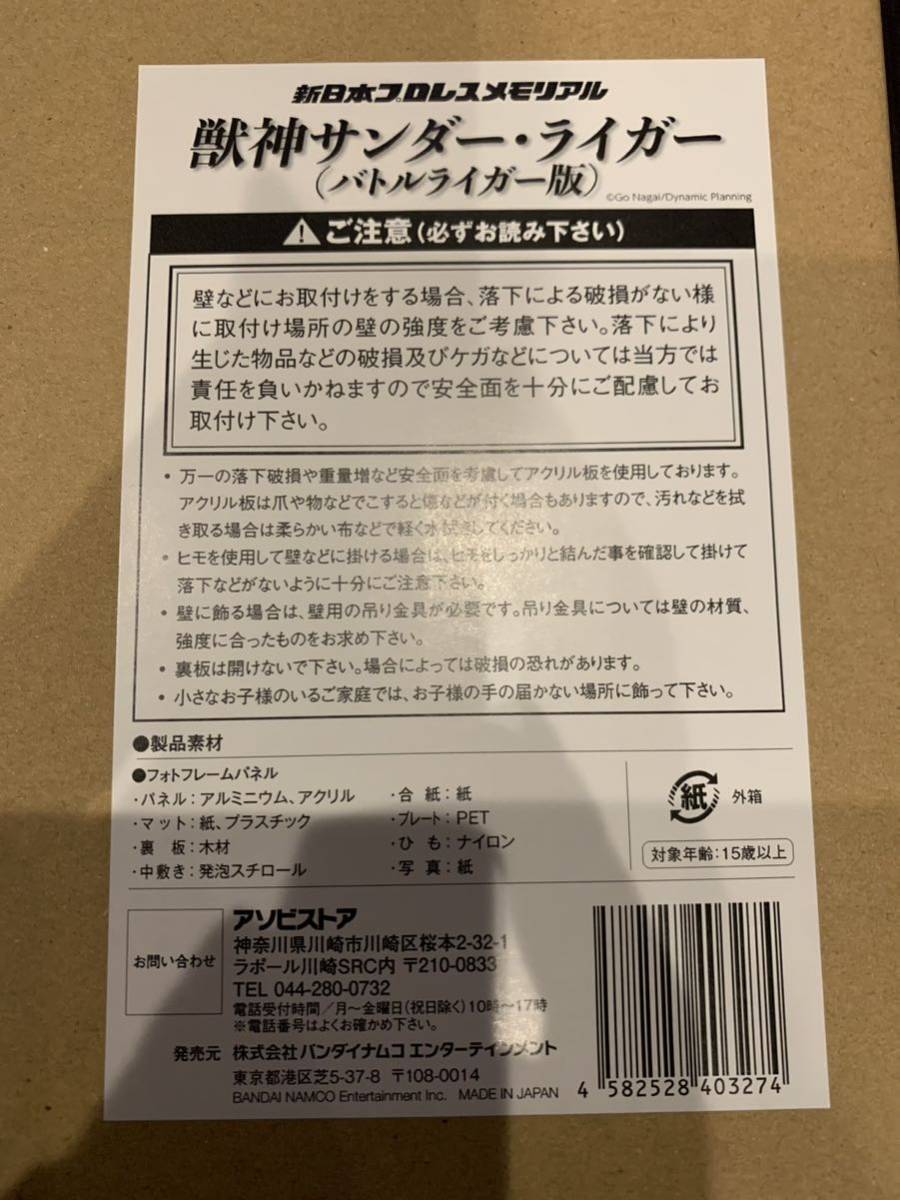 新日本プロレスメモリアル
獣神サンダー・ライガー
(バトルライガー版)
©Go Nagai/Dynamic Planning
ご注意(必ずお読み下さい)
壁などにお取付けをする場合、落下による破損がない様
に取付け場所の壁の強度をご考慮下さい。落下により
生じた物品などの破損及びケガなどについては当方では
責任を負いかねますので安全面を十分にご配慮してお
取付け下さい。
・万一の落下破損や重量増など安全面を考慮してアクリル板を使用しております。
アクリル板は爪や物などでこすると傷などが付く場合もありますので、汚れなどを拭
き取る場合は柔らかい布などで軽く水拭きしてください。
・ヒモを使用して壁などに掛ける場合は、ヒモをしっかりと結んだ事を確認して掛けて
落下などがないように十分にご注意下さい。
・壁に飾る場合は、壁用の吊り金具が必要です。吊り金具については壁の材質、
強度に合ったものをお求め下さい。
・裏板は開けないで下さい。場合によっては破損の恐れがあります。
・小さなお子様のいるご家庭では、お子様の手の届かない場所に飾って下さい。
●製品素材
●フォトフレームパネル
・パネル:アルミニウム、アクリル
・マット:紙、プラスチック
・裏 板:木材
・中敷き:発泡スチロール
・合 紙:紙
・プレート:PET
・ひ も:ナイロン
・写 真:紙
紙
外箱
対象年齢:15歳以上
お問い合わせ
アソビストア
神奈川県川崎市川崎区桜本2-32-1
ラポール川崎SRC内 〒210-0833
TEL 044-280-0732
電話受付時間/月～金曜日(祝日除く)10時～17時
※電話番号はよくお確かめ下さい。
発売元 株式会社バンダイナムコエンターテインメント
東京都港区芝5-37-8 〒108-0014
BANDAI NAMCO Entertainment Inc. MADE IN JAPAN
4 582528 403274